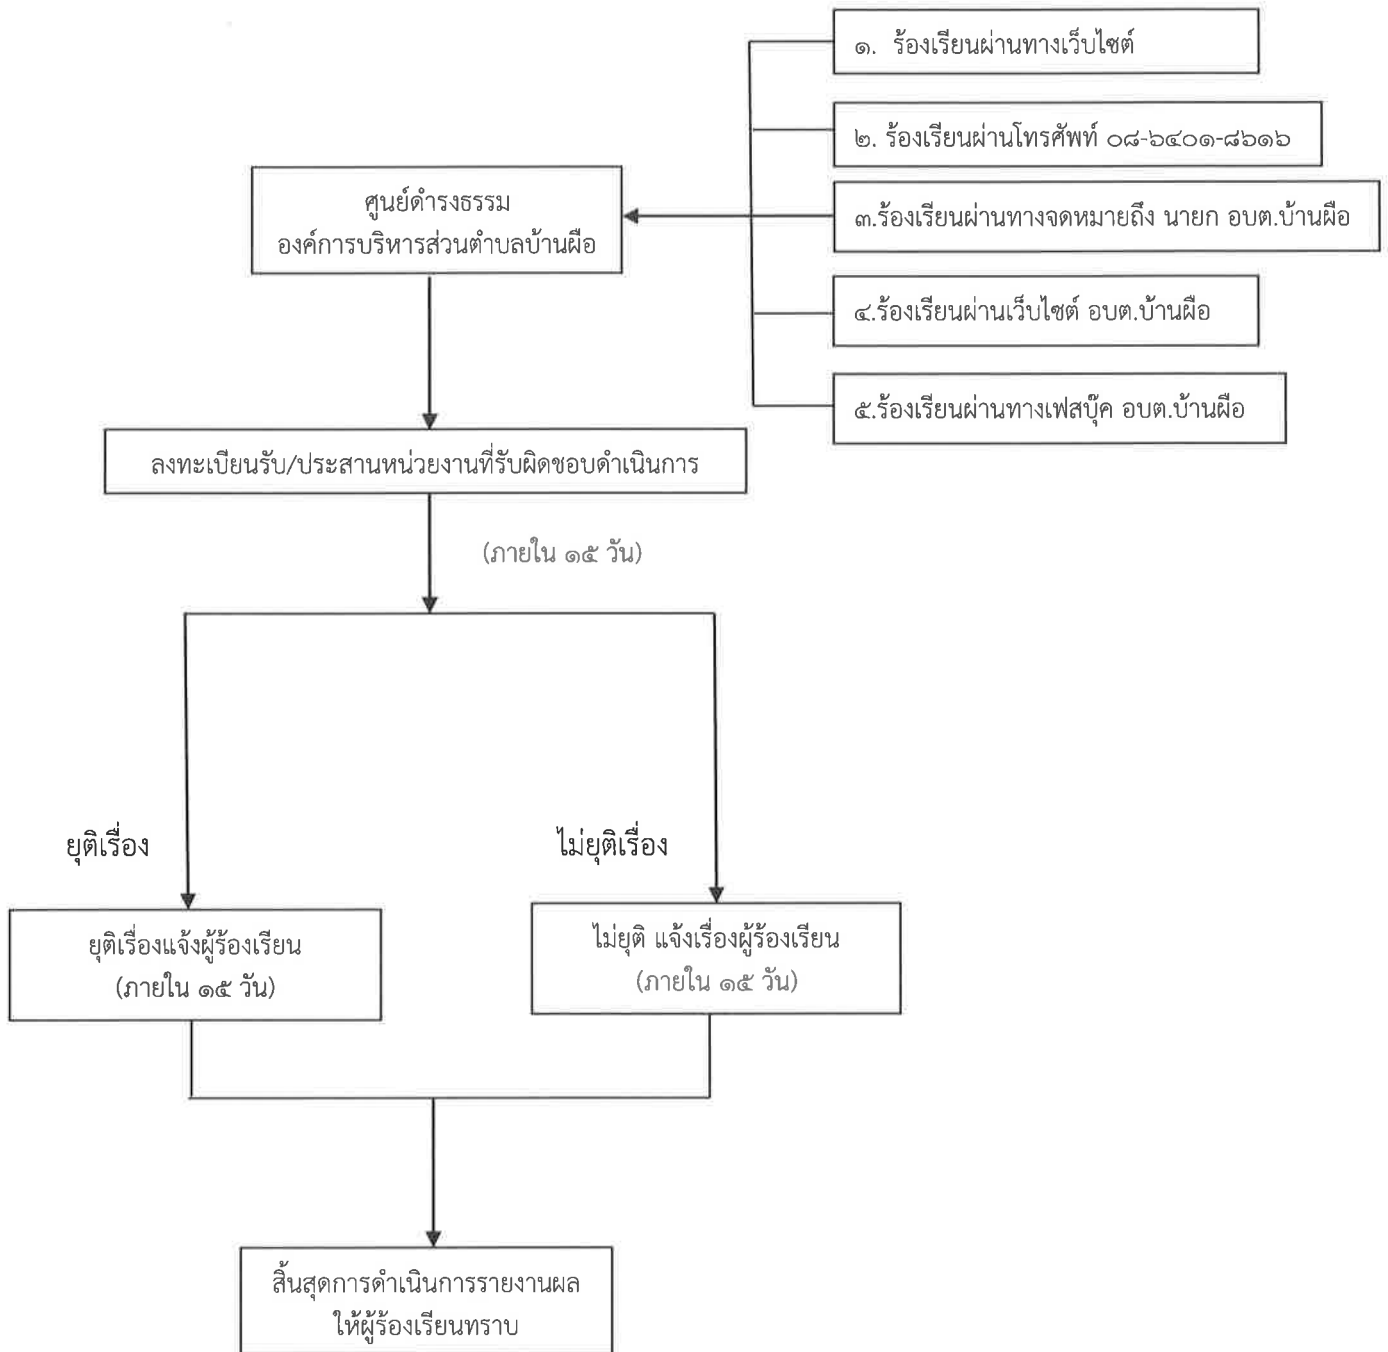 ๑. ร้องเรียนผ่านทางเว็บไซต์
๒. ร้องเรียนผ่านโทรศัพท์ ๐๘-๖๔๐๑-๘๖๑๖
๓.ร้องเรียนผ่านทางจดหมายถึง นายก อบต.บ้านผือ
๔.ร้องเรียนผ่านเว็บไซต์ อบต.บ้านผือ
๕.ร้องเรียนผ่านทางเฟสบุ๊ค อบต.บ้านผือ
ศูนย์ดำรงธรรม
องค์การบริหารส่วนตำบลบ้านผือ
ลงทะเบียนรับ/ประสานหน่วยงานที่รับผิดชอบดำเนินการ
(ภายใน ๑๕ วัน)
ยุติเรื่อง
ไม่ยุติเรื่อง
ยุติเรื่องแจ้งผู้ร้องเรียน
(ภายใน ๑๕ วัน)
ไม่ยุติ แจ้งเรื่องผู้ร้องเรียน
(ภายใน ๑๕ วัน)
สิ้นสุดการดำเนินการรายงานผล
ให้ผู้ร้องเรียนทราบ